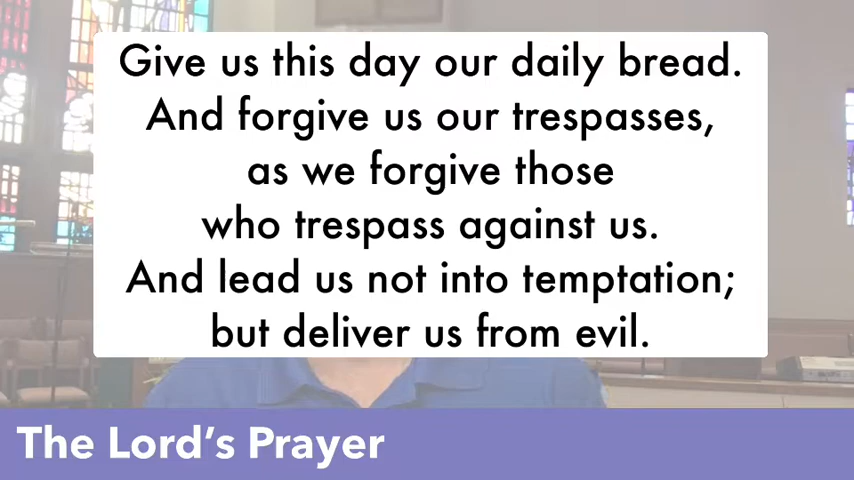 Give us this day our daily bread.
And forgive us our trespasses,
as we forgive those
who trespass against us.
And lead us not into temptation;
but deliver us from evil.
The Lord’s Prayer